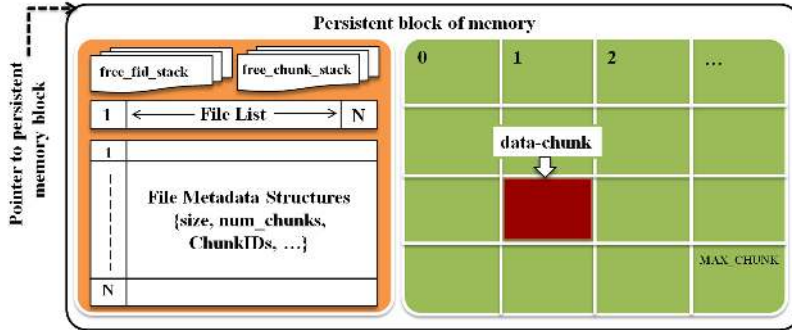 Persistent block of memory
Pointer to persistent
memory block
free_fid_stack
free_chunk_stack
1 File List N
1
File Metadata Structures
{size, num_chunks,
ChunkIDs, ...}
N
0 1 2 ...
data-chunk
MAX_CHUNK